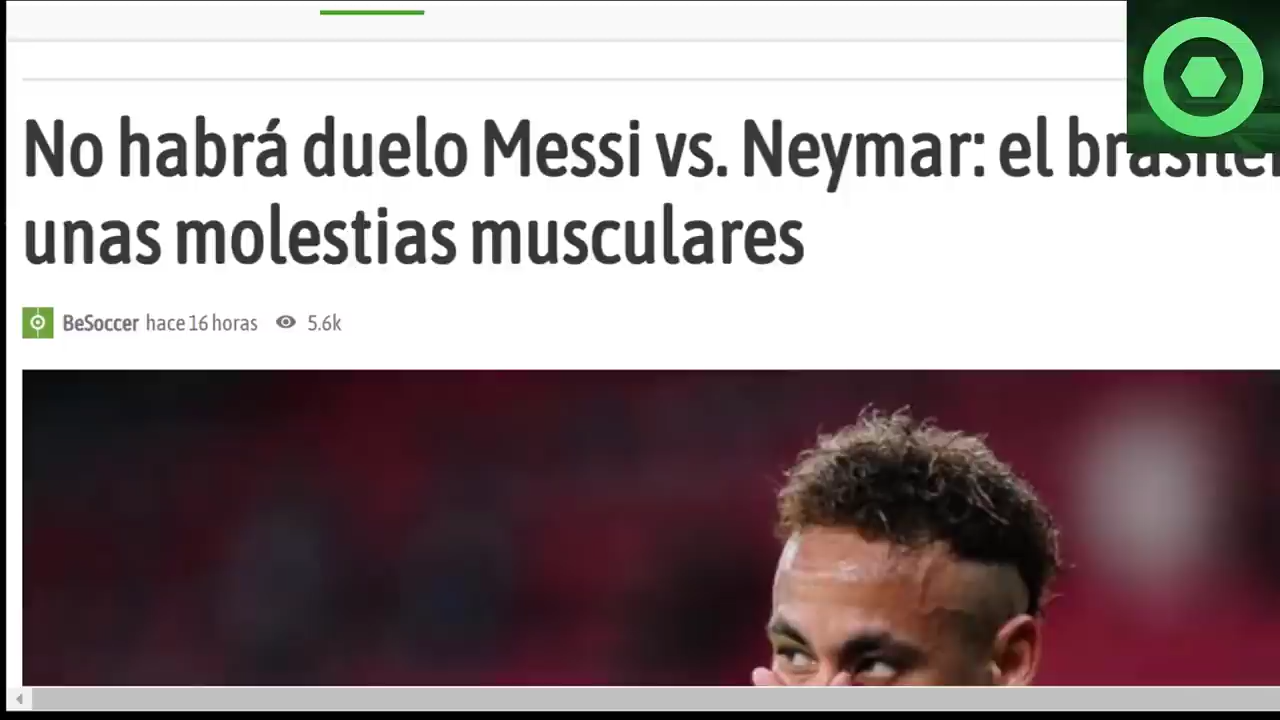 No habrá duelo Messi vs. Neymar: el
unas molestias musculares
BeSoccer hace 16 horas 5.6k